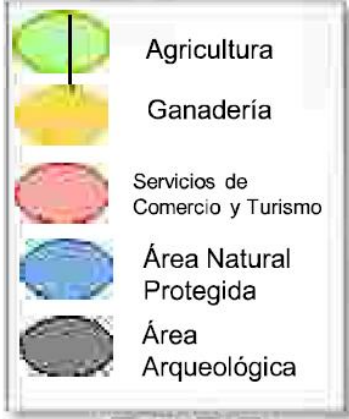 Agricultura
Ganadería
Servicios de
Comercio y Turismo
Área Natural
Protegida
Área
Arqueológica